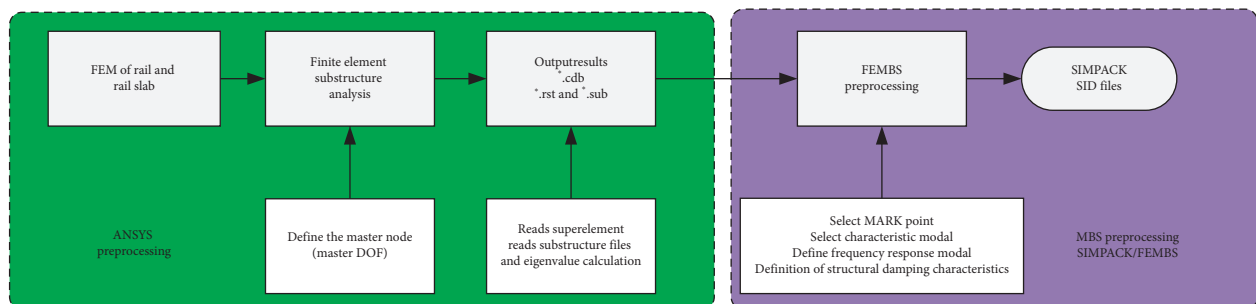 FEM of rail and
rail slab
Finite element
substructure
analysis
Outputresults
*.cdb
*.rst and *.sub
FEMBS
preprocessing
SIMPACK
SID files
ANSYS
preprocessing
Define the master node
(master DOF)
Reads superelement
reads substructure files
and eigenvalue calculation
Select MARK point
Select characteristic modal
Define frequency response modal
Definition of structural damping characteristics
MBS preprocessing
SIMPACK/FEMBS